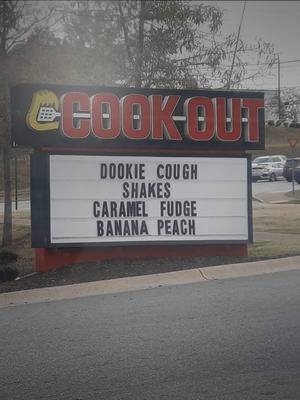 COOK-OUT
DOOKIE COUGH
SHAKES
CARAMEL FUDGE
BANANA PEACH